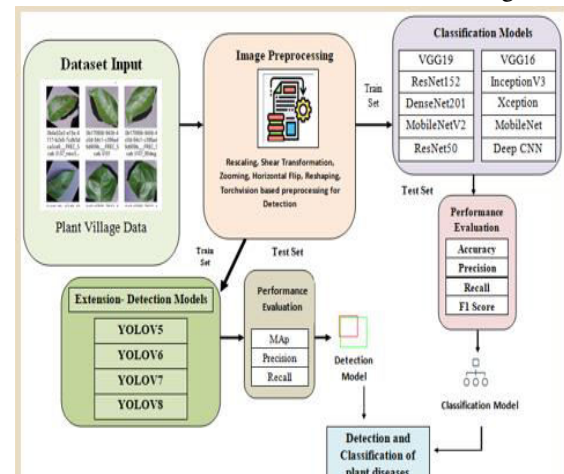 Dataset Input
Plant Village Data
Image Preprocessing
Rescaling, Shear Transformation,
Zooming, Horizontal Flip, Reshaping,
Torchvision based preprocessing for
Detection
Train
Set
Classification Models
VGG19
VGG16
ResNet152
InceptionV3
DenseNet201
Xception
MobileNetV2
MobileNet
ResNet50
Deep CNN
Test Set
Performance
Evaluation
Accuracy
Precision
Recall
F1 Score
Classification Model
Train
Set
Test Set
Extension- Detection Models
YOLOV5
YOLOV6
YOLOV7
YOLOV8
Performance
Evaluation
MAp
Precision
Recall
Detection
Model
Detection and
Classification of
plant diseases